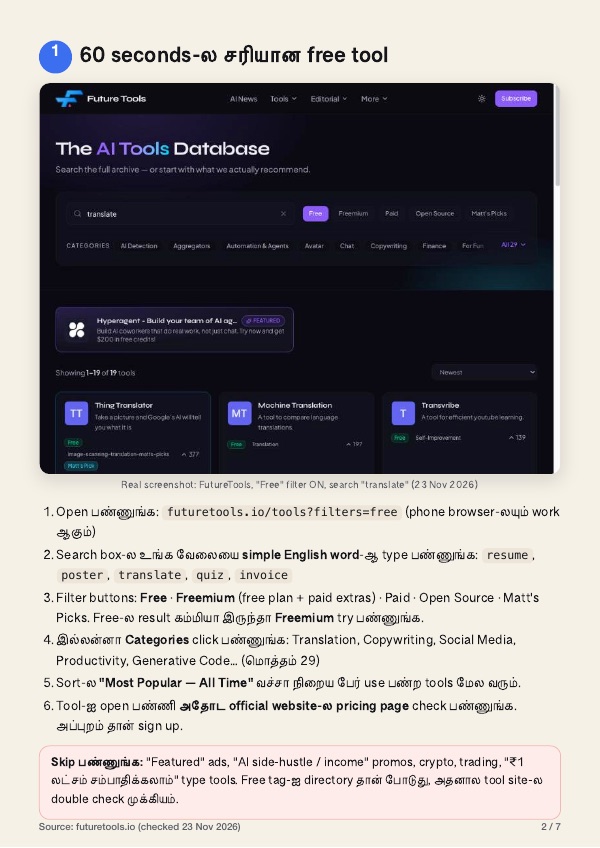 1 60 seconds-ல சரியான free tool
Future Tools AI News Tools Editorial More Subscribe
The AI Tools Database
Search the full archive — or start with what we actually recommend.
translate Free Freemium Paid Open Source Matt's Picks
CATEGORIES AI Detection Aggregators Automation & Agents Avatar Chat Copywriting Finance For Fun All 29
Hyperagent - Build your team of AI ag... FEATURED
Build AI coworkers that do real work, not just chat. Try now and get
$200 in free credits!
Showing 1–19 of 19 tools Newest
TT Thing Translator
Take a picture and Google's AI will tell
you what it is.
Free
image-scanning-translation-matts-picks 377
Matt's Pick
MT Machine Translation
A tool to compare language
translations.
Free Translation 197
T Transvribe
A tool for efficient youtube learning.
Free Self-Improvement 139
Real screenshot: FutureTools, "Free" filter ON, search "translate" (23 Nov 2026)
1. Open பண்ணுங்க: futuretools.io/tools?filters=free (phone browser-லயும் work
ஆகும்)
2. Search box-ல உங்க வேலையை simple English word-ஆ type பண்ணுங்க: resume,
poster, translate, quiz, invoice
3. Filter buttons: Free · Freemium (free plan + paid extras) · Paid · Open Source · Matt's
Picks. Free-ல result கம்மியா இருந்தா Freemium try பண்ணுங்க.
4. இல்லன்னா Categories click பண்ணுங்க: Translation, Copywriting, Social Media,
Productivity, Generative Code… (மொத்தம் 29)
5. Sort-ல "Most Popular — All Time" வச்சா நிறைய பேர் use பண்ற tools மேல வரும்.
6. Tool-ஐ open பண்ணி அதோட official website-ல pricing page check பண்ணுங்க.
அப்புறம் தான் sign up.
Skip பண்ணுங்க: "Featured" ads, "AI side-hustle / income" promos, crypto, trading, "₹1
லட்சம் சம்பாதிக்கலாம்" type tools. Free tag-ஐ directory தான் போடுது, அதனால tool site-ல
double check முக்கியம்.
Source: futuretools.io (checked 23 Nov 2026) 2 / 7